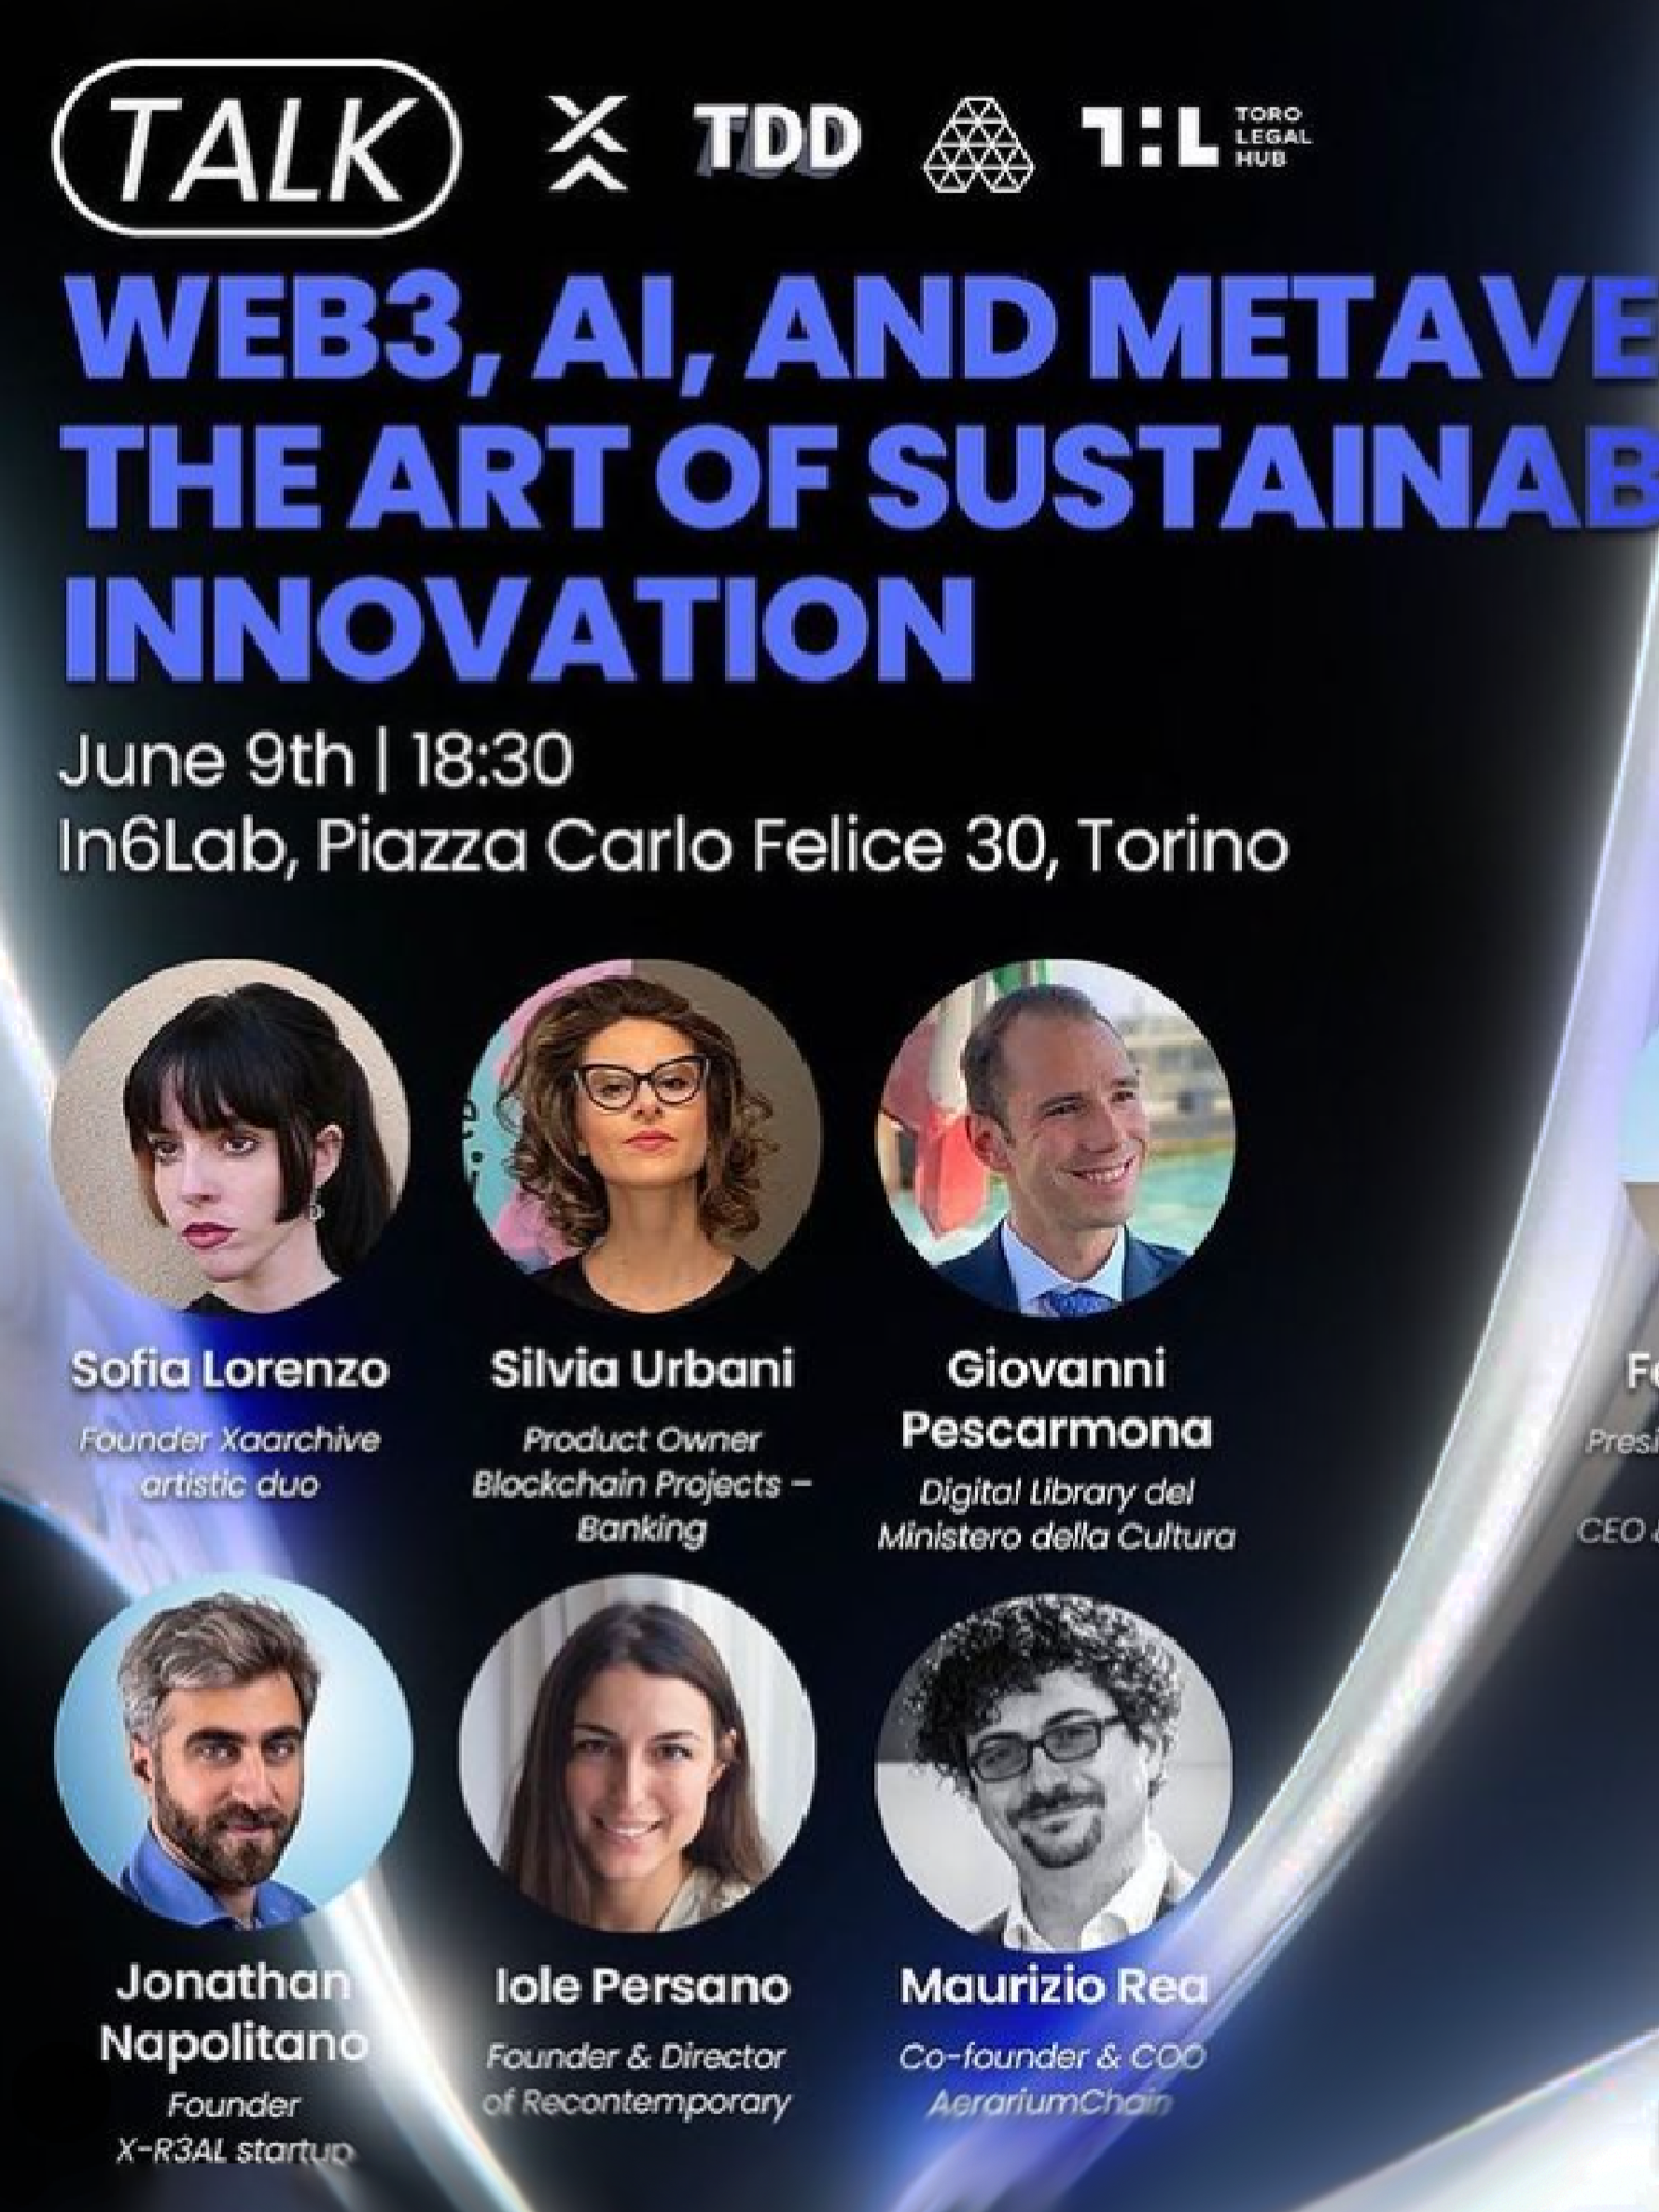 TALK
TDD
TORO
LEGAL
HUB
WEB3, AI, AND METAVE
THE ART OF SUSTAINAB
INNOVATION
June 9th | 18:30
In6Lab, Piazza Carlo Felice 30, Torino
Sofia Lorenzo
Founder Xaarchive
artistic duo
Silvia Urbani
Product Owner
Blockchain Projects –
Banking
Giovanni
Pescarmona
Digital Library del
Ministero della Cultura
Presi
CEO
Jonathan
Napolitano
Founder
X-R3AL startup
Iole Persano
Founder & Director
of Recontemporary
Maurizio Rea
Co-founder & COO
AerariumChain